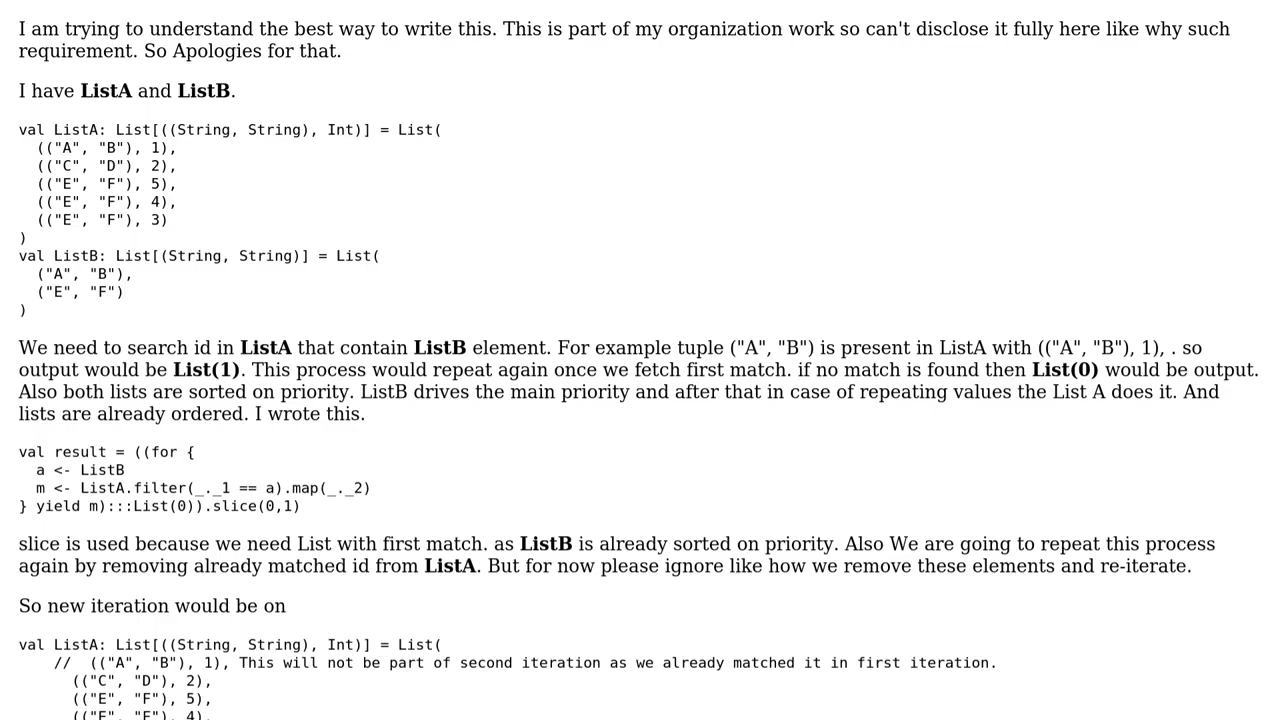 I am trying to understand the best way to write this. This is part of my organization work so can't disclose it fully here like why such
requirement. So Apologies for that.
I have ListA and ListB.
val ListA: List[((String, String), Int)] = List(
  (("A", "B"), 1),
  (("C", "D"), 2),
  (("E", "F"), 5),
  (("E", "F"), 4),
  (("E", "F"), 3)
)
val ListB: List[(String, String)] = List(
  ("A", "B"),
  ("E", "F")
)
We need to search id in ListA that contain ListB element. For example tuple ("A", "B") is present in ListA with (("A", "B"), 1), . so
output would be List(1). This process would repeat again once we fetch first match. if no match is found then List(0) would be output.
Also both lists are sorted on priority. ListB drives the main priority and after that in case of repeating values the List A does it. And
lists are already ordered. I wrote this.
val result = ((for {
  a <- ListB
  m <- ListA.filter(_._1 == a).map(_._2)
} yield m):::List(0)).slice(0,1)
slice is used because we need List with first match. as ListB is already sorted on priority. Also We are going to repeat this process
again by removing already matched id from ListA. But for now please ignore like how we remove these elements and re-iterate.
So new iteration would be on
val ListA: List[((String, String), Int)] = List(
    //  (("A", "B"), 1), This will not be part of second iteration as we already matched it in first iteration.
      (("C", "D"), 2),
      (("E", "F"), 5),
      (("E", "F"), 4),